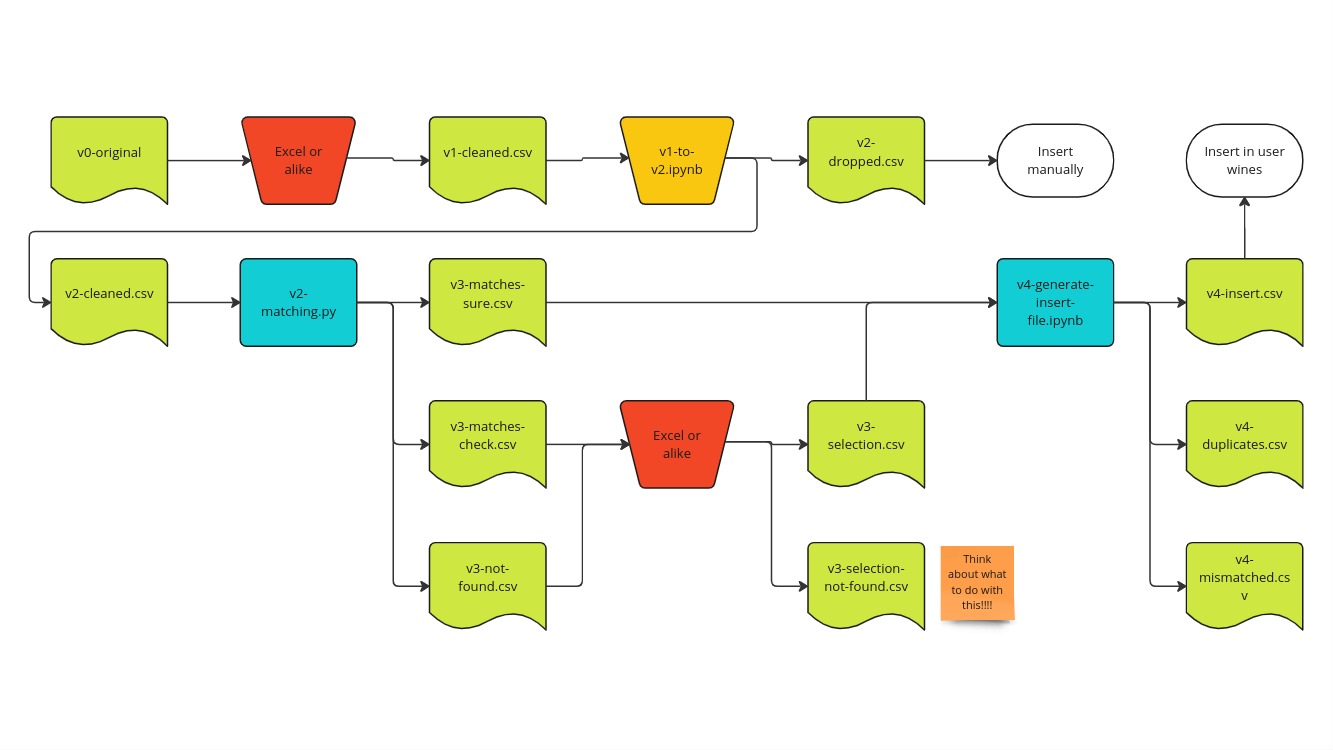 v0-original
Excel or
alike
v1-cleaned.csv
v1-to-
v2.ipynb
v2-
dropped.csv
Insert
manually
Insert in user
wines
v2-cleaned.csv
v2-
matching.py
v3-matches-
sure.csv
v4-generate-
insert-
file.ipynb
v4-insert.csv
v3-matches-
check.csv
Excel or
alike
v3-
selection.csv
v4-
duplicates.csv
v3-not-
found.csv
v3-selection-
not-found.csv
Think
about what
to do with
this!!!!
v4-
mismatched.cs
v